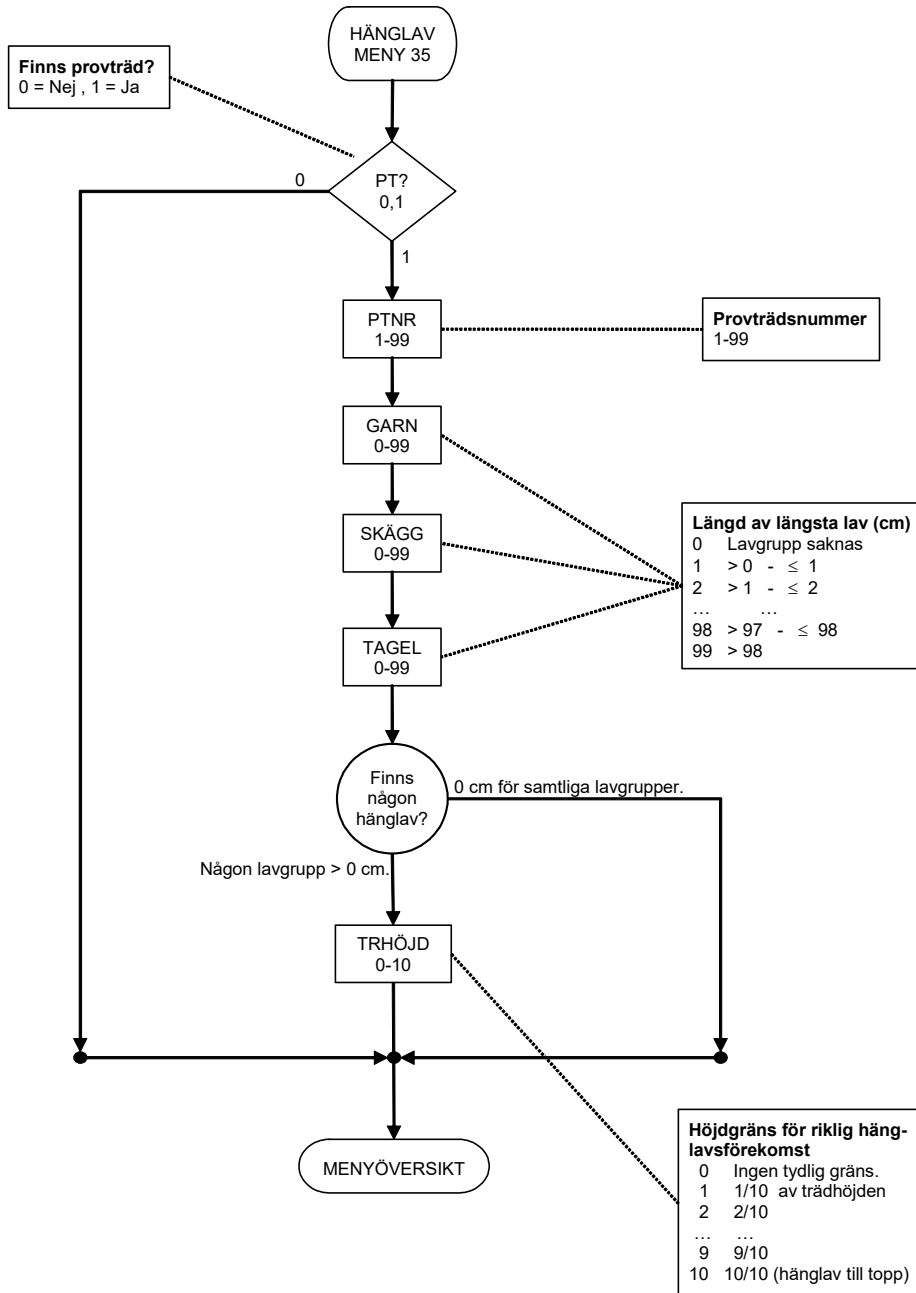 HÄNGLAV
MENY 35
Finns provträd?
0 = Nej , 1 = Ja
PT?
0,1
0
1
PTNR
1-99
Provträdsnummer
1-99
GARN
0-99
SKÄGG
0-99
TAGEL
0-99
Längd av längsta lav (cm)
0 Lavgrupp saknas
1 > 0 - ≤ 1
2 > 1 - ≤ 2
... ...
98 > 97 - ≤ 98
99 > 98
Finns
någon
hänglav?
0 cm för samtliga lavgrupper.
Någon lavgrupp > 0 cm.
TRHÖJD
0-10
MENYÖVERSIKT
Höjdgräns för riklig häng-
lavsförekomst
0 Ingen tydlig gräns.
1 1/10 av trädhöjden
2 2/10
... ...
9 9/10
10 10/10 (hänglav till topp)